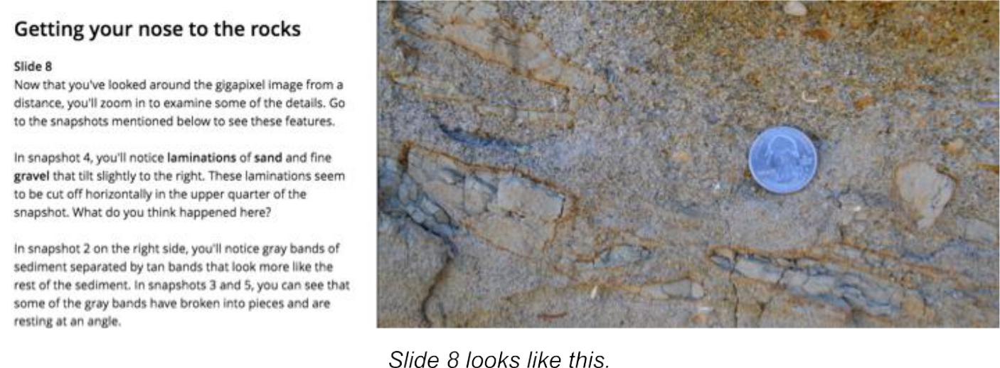 Getting your nose to the rocks
Slide 8
Now that you've looked around the gigapixel image from a
distance, you'll zoom in to examine some of the details. Go
to the snapshots mentioned below to see these features.
In snapshot 4, you'll notice laminations of sand and fine
gravel that tilt slightly to the right. These laminations seem
to be cut off horizontally in the upper quarter of the
snapshot. What do you think happened here?
In snapshot 2 on the right side, you'll notice gray bands of
sediment separated by tan bands that look more like the
rest of the sediment. In snapshots 3 and 5, you can see that
some of the gray bands have broken into pieces and are
resting at an angle.
Slide 8 looks like this.